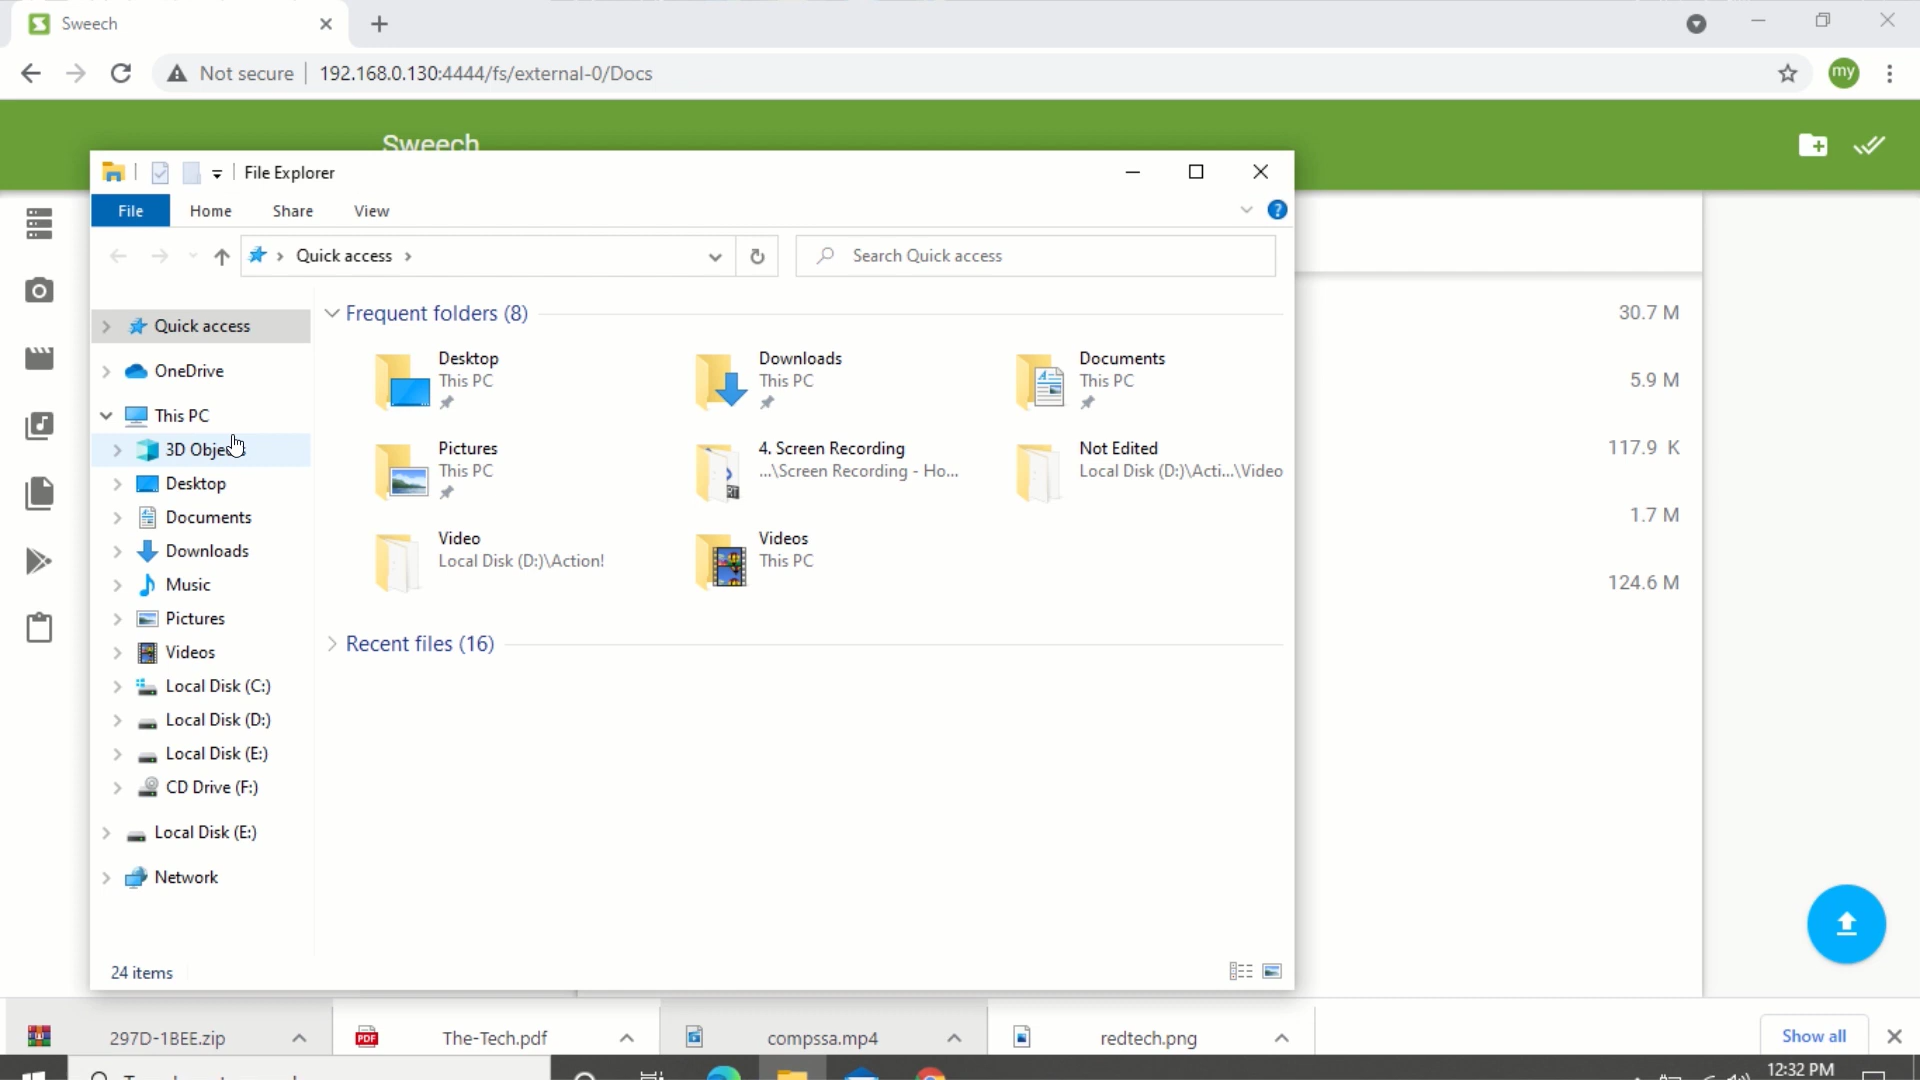 Sweech
Not secure
192.168.0.130:4444/fs/external-0/Docs
my
Sweech
File Explorer
File Home Share View
Quick access
Search Quick access
Quick access
OneDrive
This PC
3D Obje
Desktop
Documents
Downloads
Music
Pictures
Videos
Local Disk (C:)
Local Disk (D:)
Local Disk (E:)
CD Drive (F:)
Local Disk (E:)
Network
24 items
Frequent folders (8)
Desktop
This PC
Downloads
This PC
Documents
This PC
Pictures
This PC
4. Screen Recording
...\Screen Recording - Ho...
Not Edited
Local Disk (D:)\Acti...\Video
Video
Local Disk (D:)\Action!
Videos
This PC
Recent files (16)
30.7 M
5.9 M
117.9 K
1.7 M
124.6 M
297D-1BEE.zip
PDF
The-Tech.pdf
compssa.mp4
redtech.png
Show all
12:32 PM